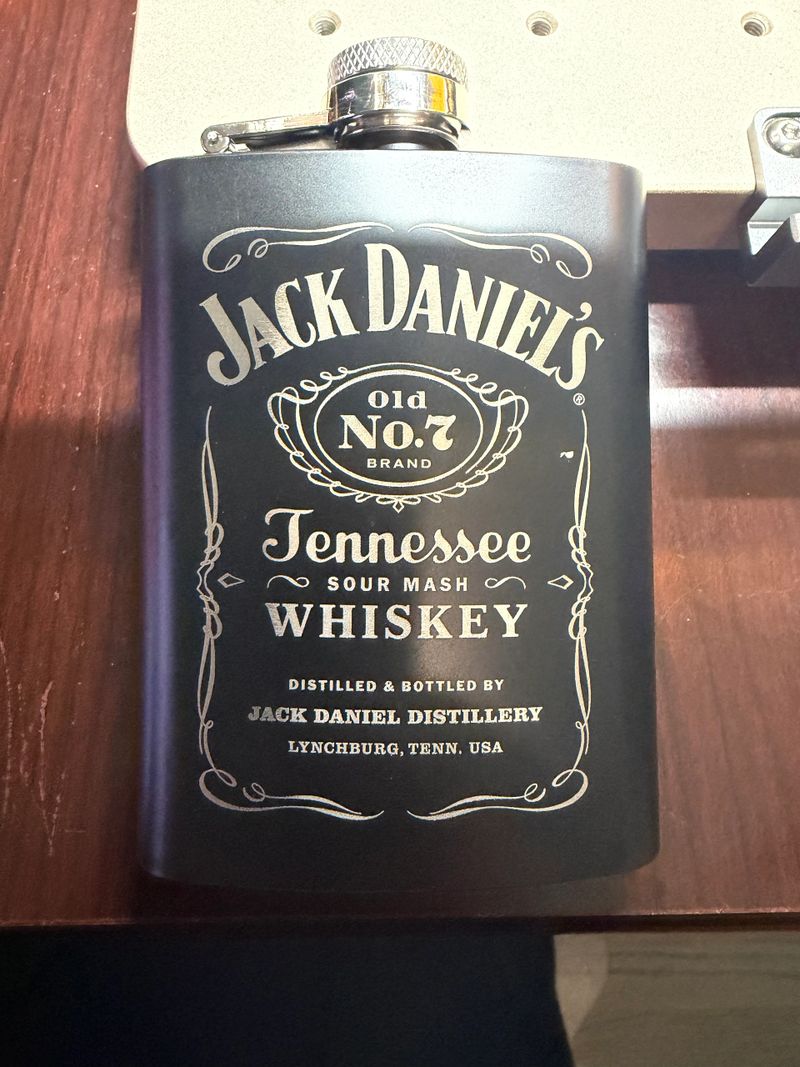 JACK DANIEL'S
®
Old
No.7
BRAND
Tennessee
SOUR MASH
WHISKEY
DISTILLED & BOTTLED BY
JACK DANIEL DISTILLERY
LYNCHBURG, TENN. USA